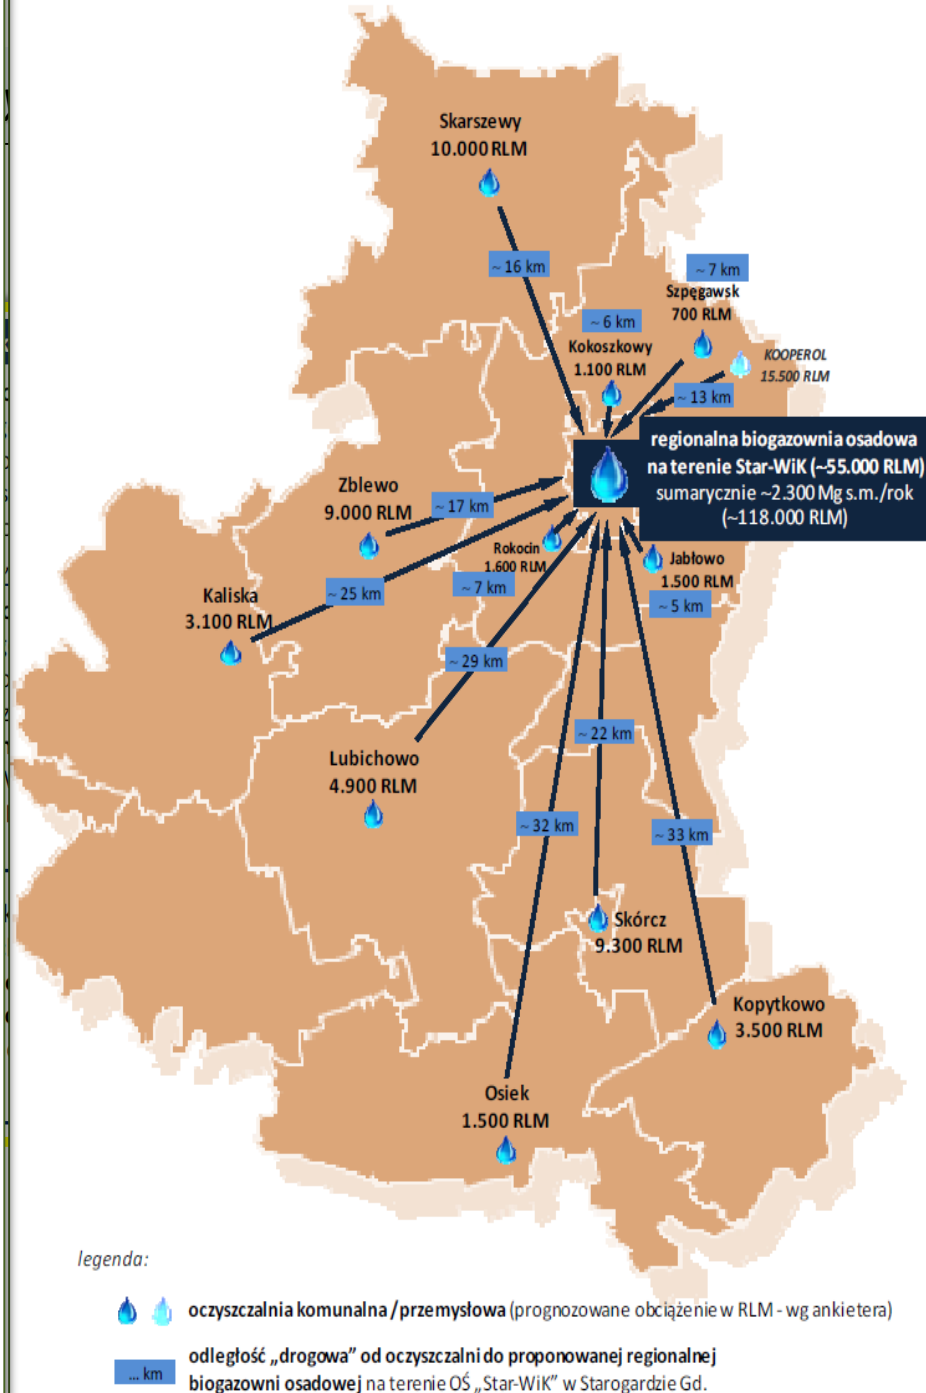 Skarszewy
10.000 RLM
~ 16 km
~ 7 km
Szpęgawsk
700 RLM
~ 6 km
Kokoszkowy
1.100 RLM
KOOPEROL
15.500 RLM
~ 13 km
regionalna biogazownia osadowa
na terenie Star-WiK (~55.000 RLM)
sumarycznie ~2.300 Mg s.m./rok
(~118.000 RLM)
Zblewo
9.000 RLM
~ 17 km
Rokocin
1.600 RLM
~ 7 km
Jabłowo
1.500 RLM
~ 5 km
Kaliska
3.100 RLM
~ 25 km
~ 29 km
Lubichowo
4.900 RLM
~ 22 km
~ 32 km
~ 33 km
Skórcz
9.300 RLM
Kopytkowo
3.500 RLM
Osiek
1.500 RLM
legenda:
oczyszczalnia komunalna /przemysłowa (prognozowane obciążenie w RLM - wg ankietera)
... km
odległość „drogowa” od oczyszczalni do proponowanej regionalnej
biogazowni osadowej na terenie OŚ „Star-WiK” w Starogardzie Gd.